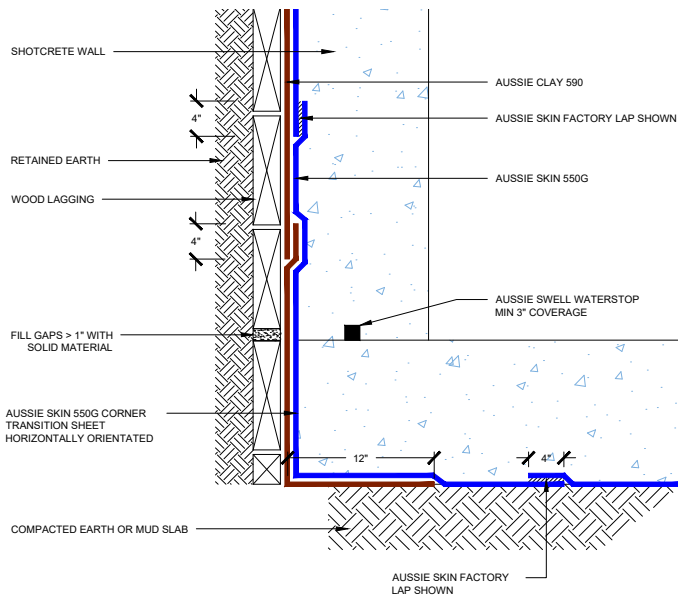 SHOTCRETE WALL
4"
RETAINED EARTH
WOOD LAGGING
4"
FILL GAPS > 1" WITH
SOLID MATERIAL
AUSSIE SKIN 550G CORNER
TRANSITION SHEET
HORIZONTALLY ORIENTATED
COMPACTED EARTH OR MUD SLAB
AUSSIE CLAY 590
AUSSIE SKIN FACTORY LAP SHOWN
AUSSIE SKIN 550G
AUSSIE SWELL WATERSTOP
MIN 3" COVERAGE
12"
4"
AUSSIE SKIN FACTORY
LAP SHOWN